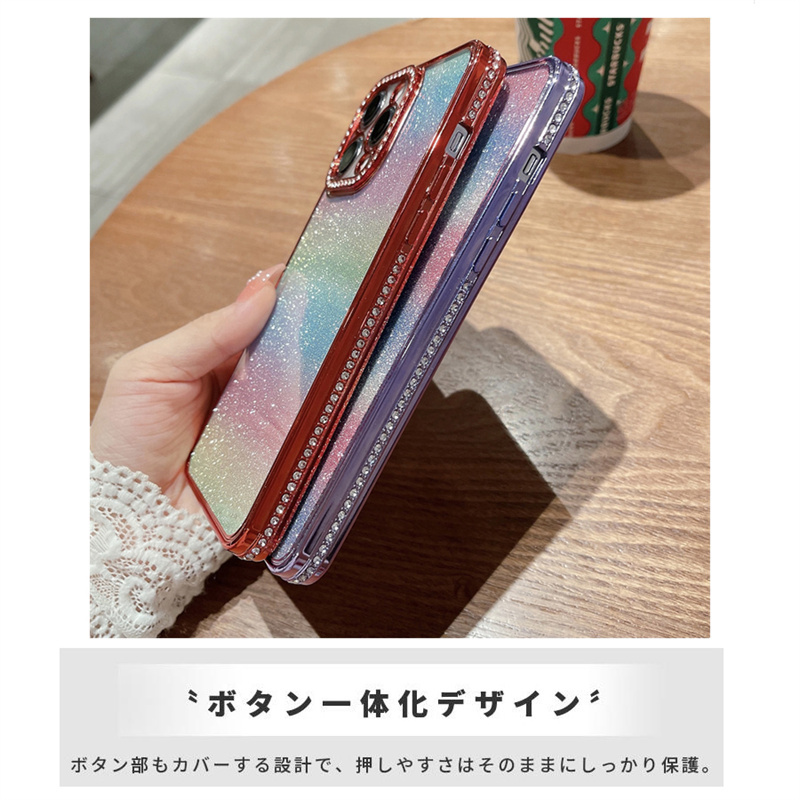 STARBUCKS
〝ボタン一体化デザイン〞
ボタン部もカバーする設計で、押しやすさはそのままにしっかり保護。